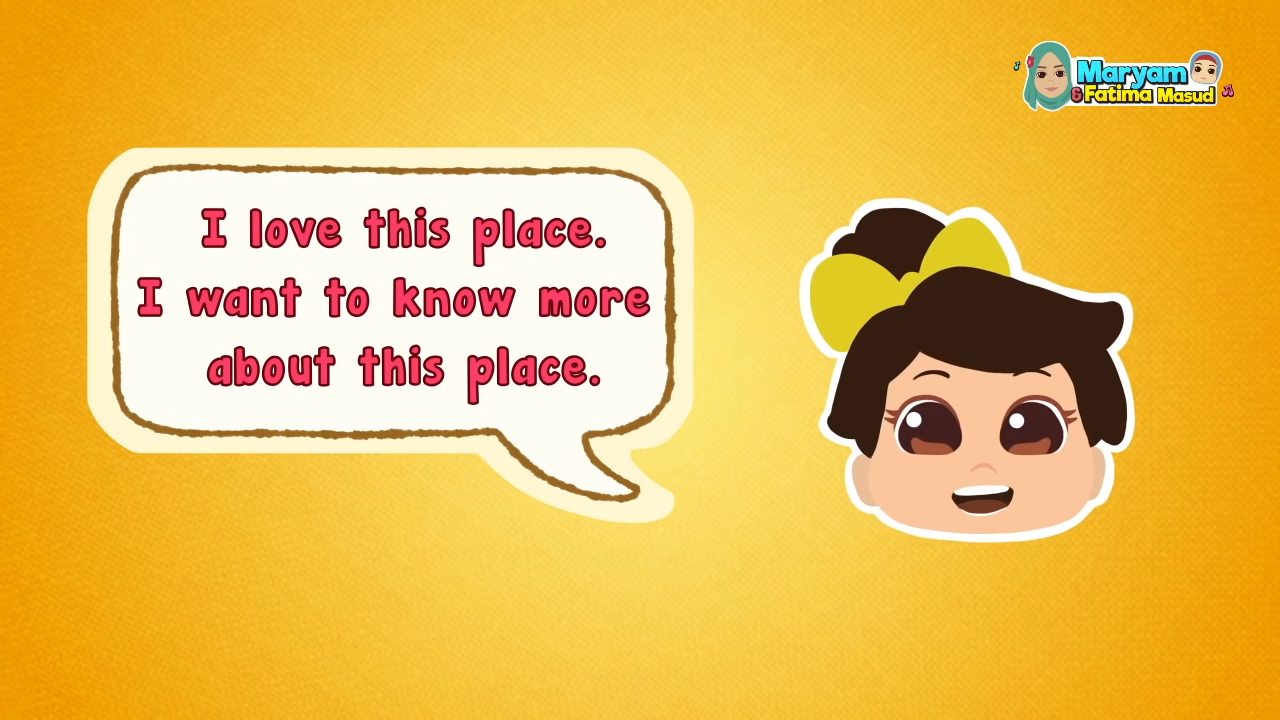 Maryam
& Fatima Masud
I love this place.
I want to know more
about this place.